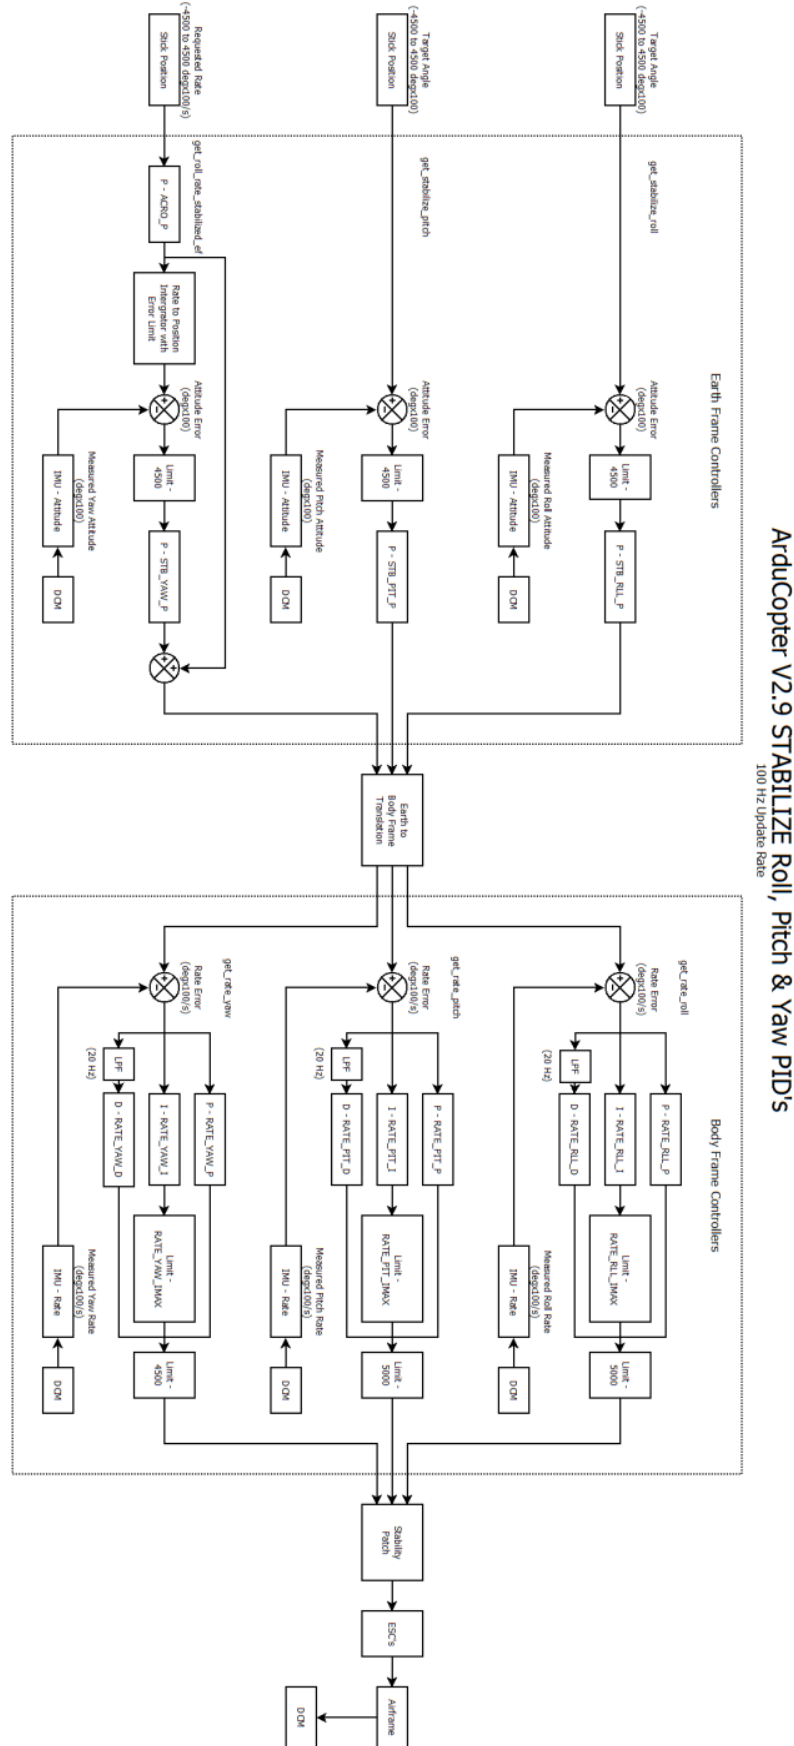 ArduCopter V2.9 STABILIZE Roll, Pitch & Yaw PID's
100 Hz Update Rate
Earth Frame Controllers
Target Angle
(-4500 to 4500 degx100)
Stick Position
get_stabilize_roll
Attitude Error
(degx100)
+
-
Limit -
4500
P - STB_RLL_P
Measured Roll Attitude
(degx100)
IMU - Attitude
DCM
Target Angle
(-4500 to 4500 degx100)
Stick Position
get_stabilize_pitch
Attitude Error
(degx100)
+
-
Limit -
4500
P - STB_PIT_P
Measured Pitch Attitude
(degx100)
IMU - Attitude
DCM
Requested Rate
(-4500 to 4500 degx100/s)
Stick Position
get_roll_rate_stabilized_ef
P - ACRO_P
Rate to Position
Intergrator with
Error Limit
Attitude Error
(degx100)
+
-
Limit -
4500
P - STB_YAW_P
+
+
Measured Yaw Attitude
(degx100)
IMU - Attitude
DCM
Earth to
Body Frame
Translation
Body Frame Controllers
get_rate_roll
Rate Error
(degx100/s)
+
-
P - RATE_RLL_P
I - RATE_RLL_I
Limit -
RATE_RLL_IMAX
LPF
(20 Hz)
D - RATE_RLL_D
Limit -
5000
Measured Roll Rate
(degx100/s)
IMU - Rate
DCM
get_rate_pitch
Rate Error
(degx100/s)
+
-
P - RATE_PIT_P
I - RATE_PIT_I
Limit -
RATE_PIT_IMAX
LPF
(20 Hz)
D - RATE_PIT_D
Limit -
5000
Measured Pitch Rate
(degx100/s)
IMU - Rate
DCM
get_rate_yaw
Rate Error
(degx100/s)
+
-
P - RATE_YAW_P
I - RATE_YAW_I
Limit -
RATE_YAW_IMAX
LPF
(20 Hz)
D - RATE_YAW_D
Limit -
4500
Measured Yaw Rate
(degx100/s)
IMU - Rate
DCM
Stability
Patch
ESC's
Airframe
DCM